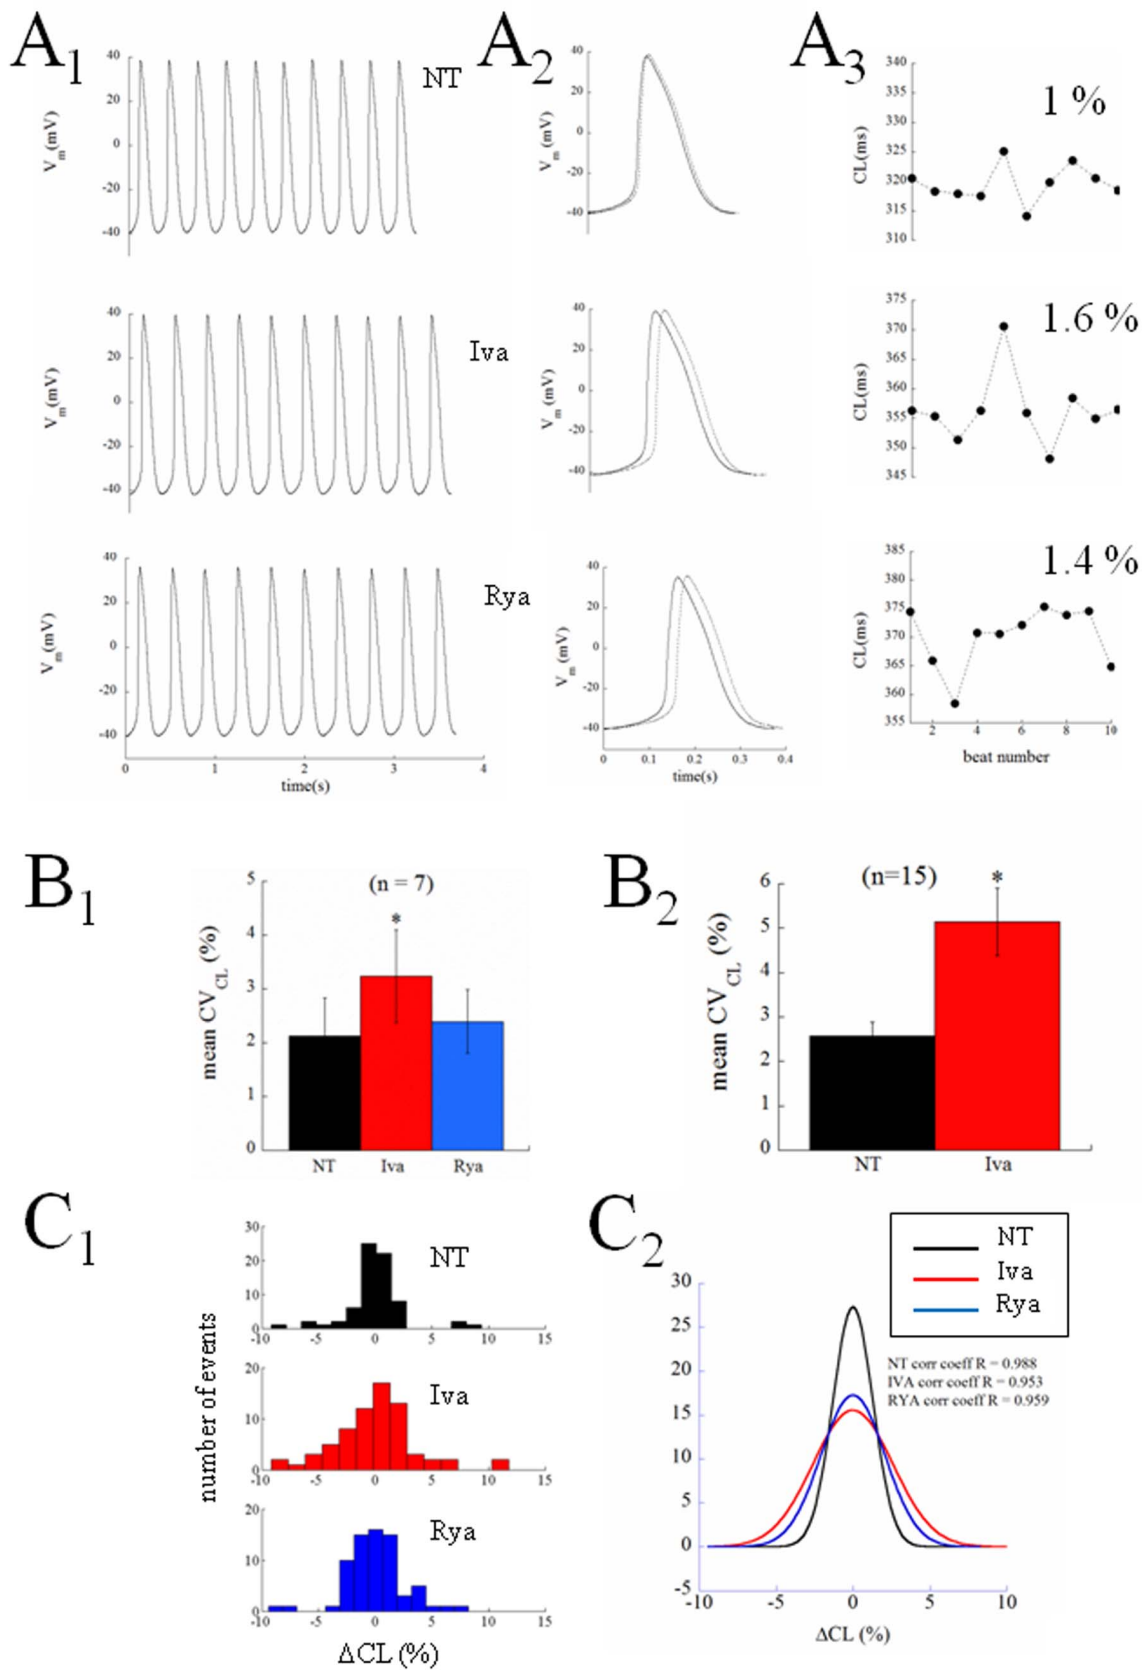 A1
A2
A3
NT
1 %
Vm(mV)
40
20
0
-20
-40
Vm (mV)
40
20
0
-20
-40
CL(ms)
340
335
330
325
320
315
310
Iva
1.6 %
Vm(mV)
40
20
0
-20
-40
Vm (mV)
40
20
0
-20
-40
CL(ms)
375
370
365
360
355
350
345
Rya
1.4 %
Vm(mV)
40
20
0
-20
-40
0 1 2 3 4
time(s)
Vm (mV)
40
20
0
-20
-40
0 0.1 0.2 0.3 0.4
time(s)
CL(ms)
385
380
375
370
365
360
355
2 4 6 8 10
beat number
B1
(n = 7)
*
mean CVCL (%)
5
4
3
2
1
0
NT Iva Rya
B2
(n=15)
*
mean CVCL (%)
6
5
4
3
2
1
0
NT Iva
C1
number of events
NT
30
20
10
0
-10 -5 0 5 10 15
Iva
20
10
0
-10 -5 0 5 10 15
Rya
20
10
0
-10 -5 0 5 10 15
ΔCL (%)
C2
NT
Iva
Rya
NT corr coeff R = 0.988
IVA corr coeff R = 0.953
RYA corr coeff R = 0.959
30
25
20
15
10
5
0
-5
-10 -5 0 5 10
ΔCL (%)